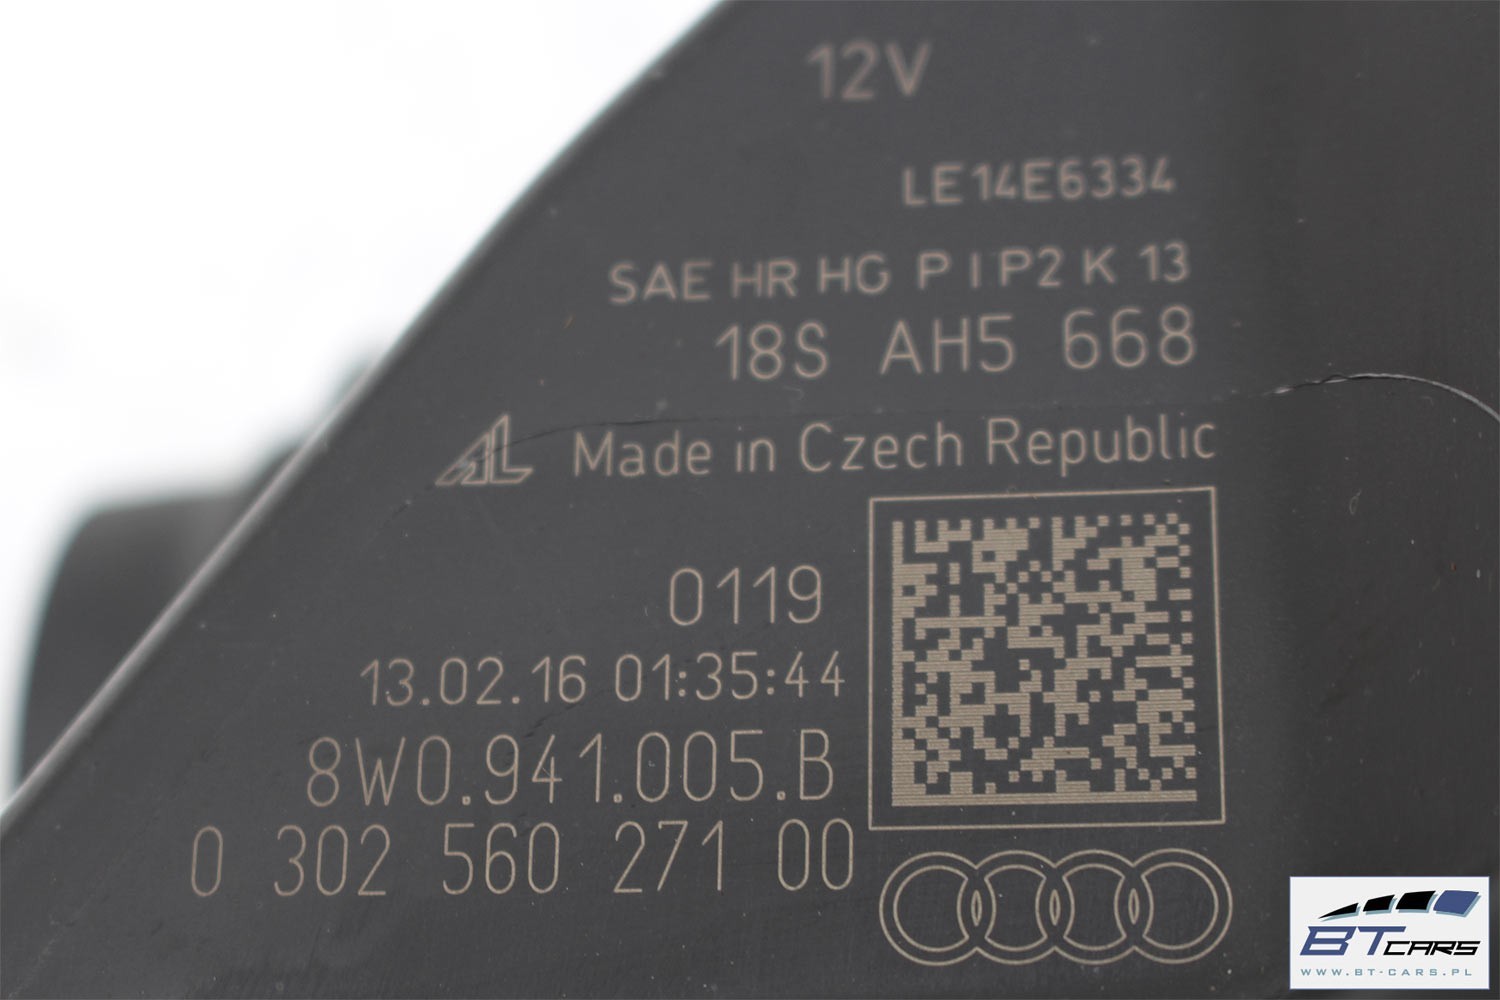 12V
LE14E6334
SAE HR HG P I P2 K 13
18S AH5 668
AL Made in Czech Republic
0119
13.02.16 01:35:44
8W0.941.005.B
0 302 560 271 00
BT CARS
WWW.BT-CARS.PL